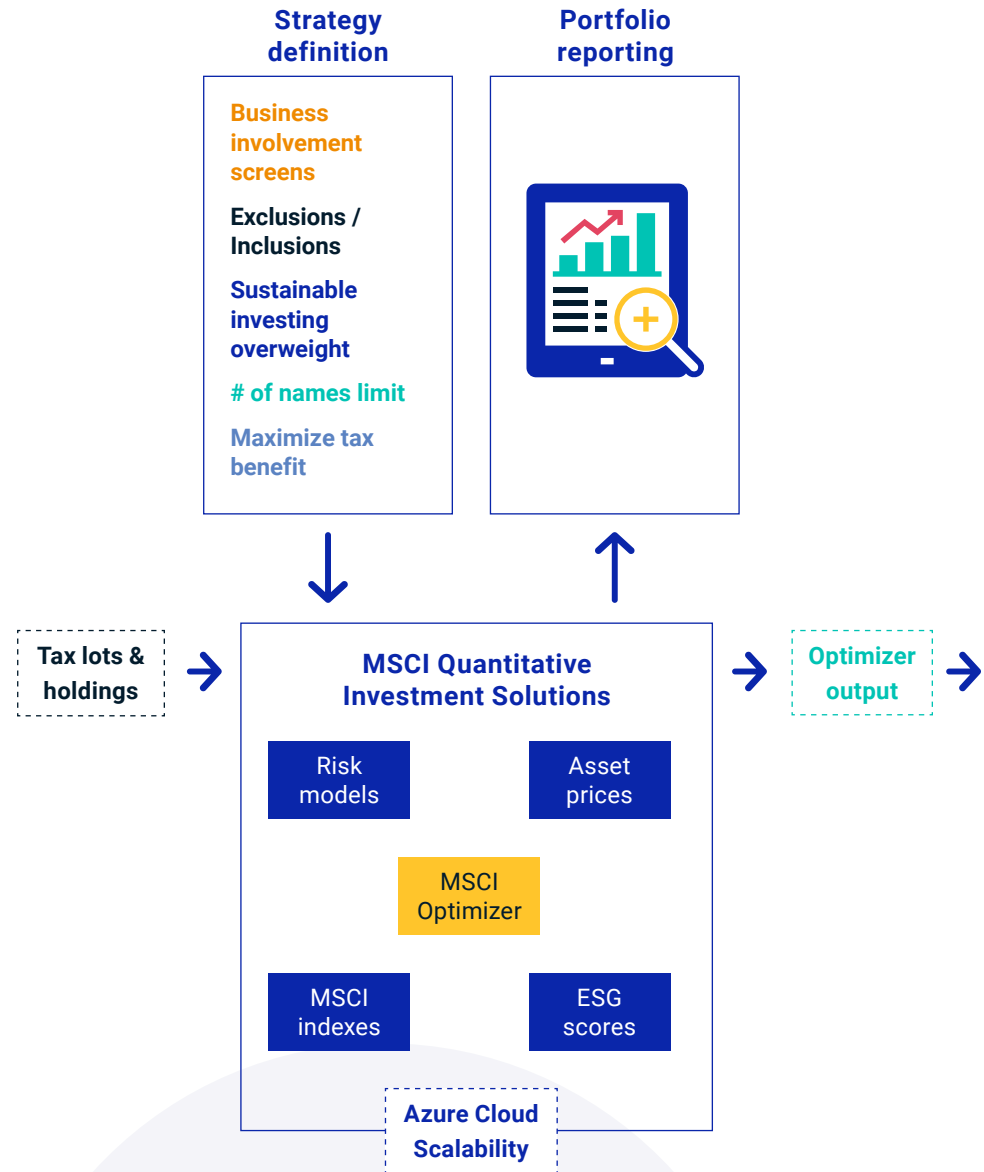 Strategy
definition
Business
involvement
screens
Exclusions /
Inclusions
Sustainable
investing
overweight
# of names limit
Maximize tax
benefit
Portfolio
reporting
Tax lots &
holdings
MSCI Quantitative
Investment Solutions
Risk
models
Asset
prices
MSCI
Optimizer
MSCI
indexes
ESG
scores
Azure Cloud
Scalability
Optimizer
output